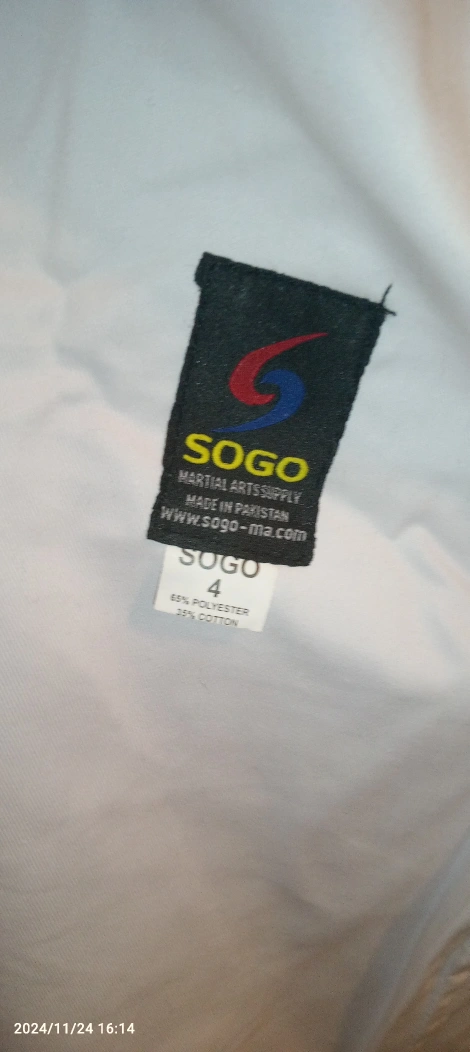 SOGO
MARTIAL ARTS SUPPLY
MADE IN PAKISTAN
www.sogo-ma.com
SOGO
4
65% POLYESTER
35% COTTON
2024/11/24 16:14